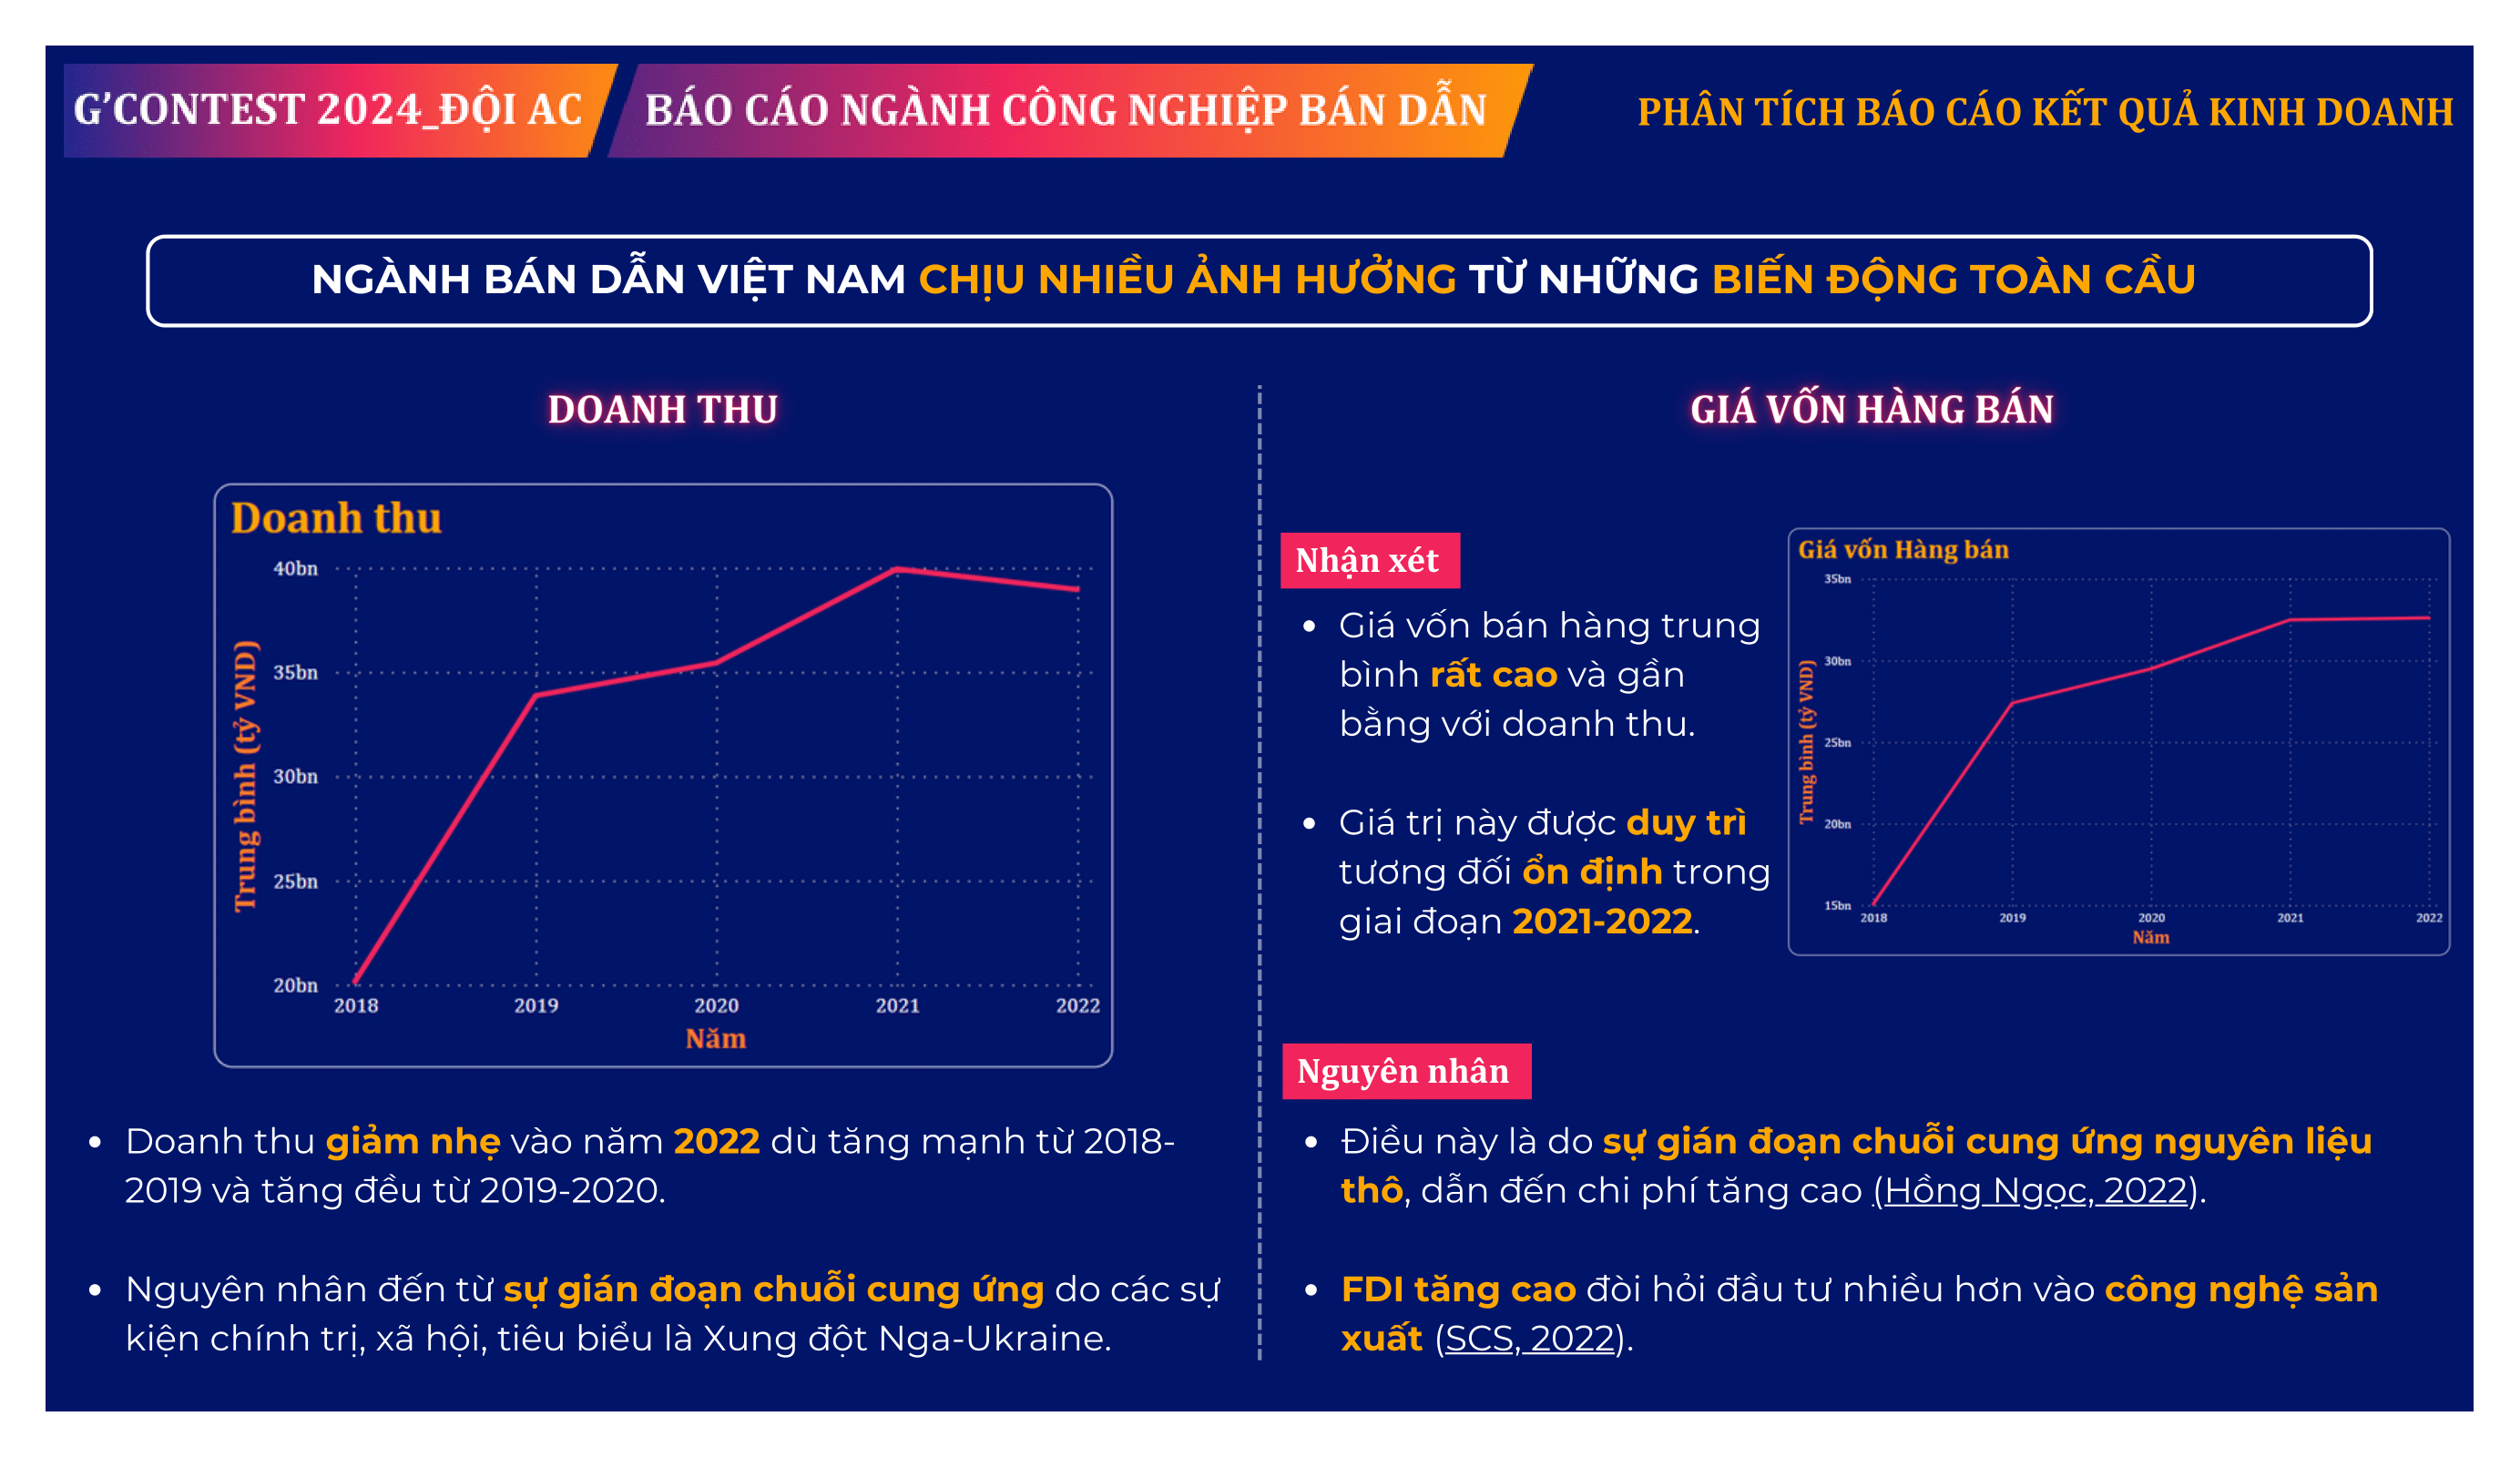 G'CONTEST 2024_ĐỘI AC
BÁO CÁO NGÀNH CÔNG NGHIỆP BÁN DẪN
PHÂN TÍCH BÁO CÁO KẾT QUẢ KINH DOANH
NGÀNH BÁN DẪN VIỆT NAM CHỊU NHIỀU ẢNH HƯỞNG TỪ NHỮNG BIẾN ĐỘNG TOÀN CẦU
DOANH THU
Doanh thu
Trung bình (tỷ VND)
40bn
35bn
30bn
25bn
20bn
2018 2019 2020 2021 2022
Năm
• Doanh thu giảm nhẹ vào năm 2022 dù tăng mạnh từ 2018-
2019 và tăng đều từ 2019-2020.
• Nguyên nhân đến từ sự gián đoạn chuỗi cung ứng do các sự
kiện chính trị, xã hội, tiêu biểu là Xung đột Nga-Ukraine.
GIÁ VỐN HÀNG BÁN
Nhận xét
• Giá vốn bán hàng trung
bình rất cao và gần
bằng với doanh thu.
• Giá trị này được duy trì
tương đối ổn định trong
giai đoạn 2021-2022.
Giá vốn Hàng bán
Trung bình (tỷ VND)
35bn
30bn
25bn
20bn
15bn
2018 2019 2020 2021 2022
Năm
Nguyên nhân
• Điều này là do sự gián đoạn chuỗi cung ứng nguyên liệu
thô, dẫn đến chi phí tăng cao (Hồng Ngọc, 2022).
• FDI tăng cao đòi hỏi đầu tư nhiều hơn vào công nghệ sản
xuất (SCS, 2022).